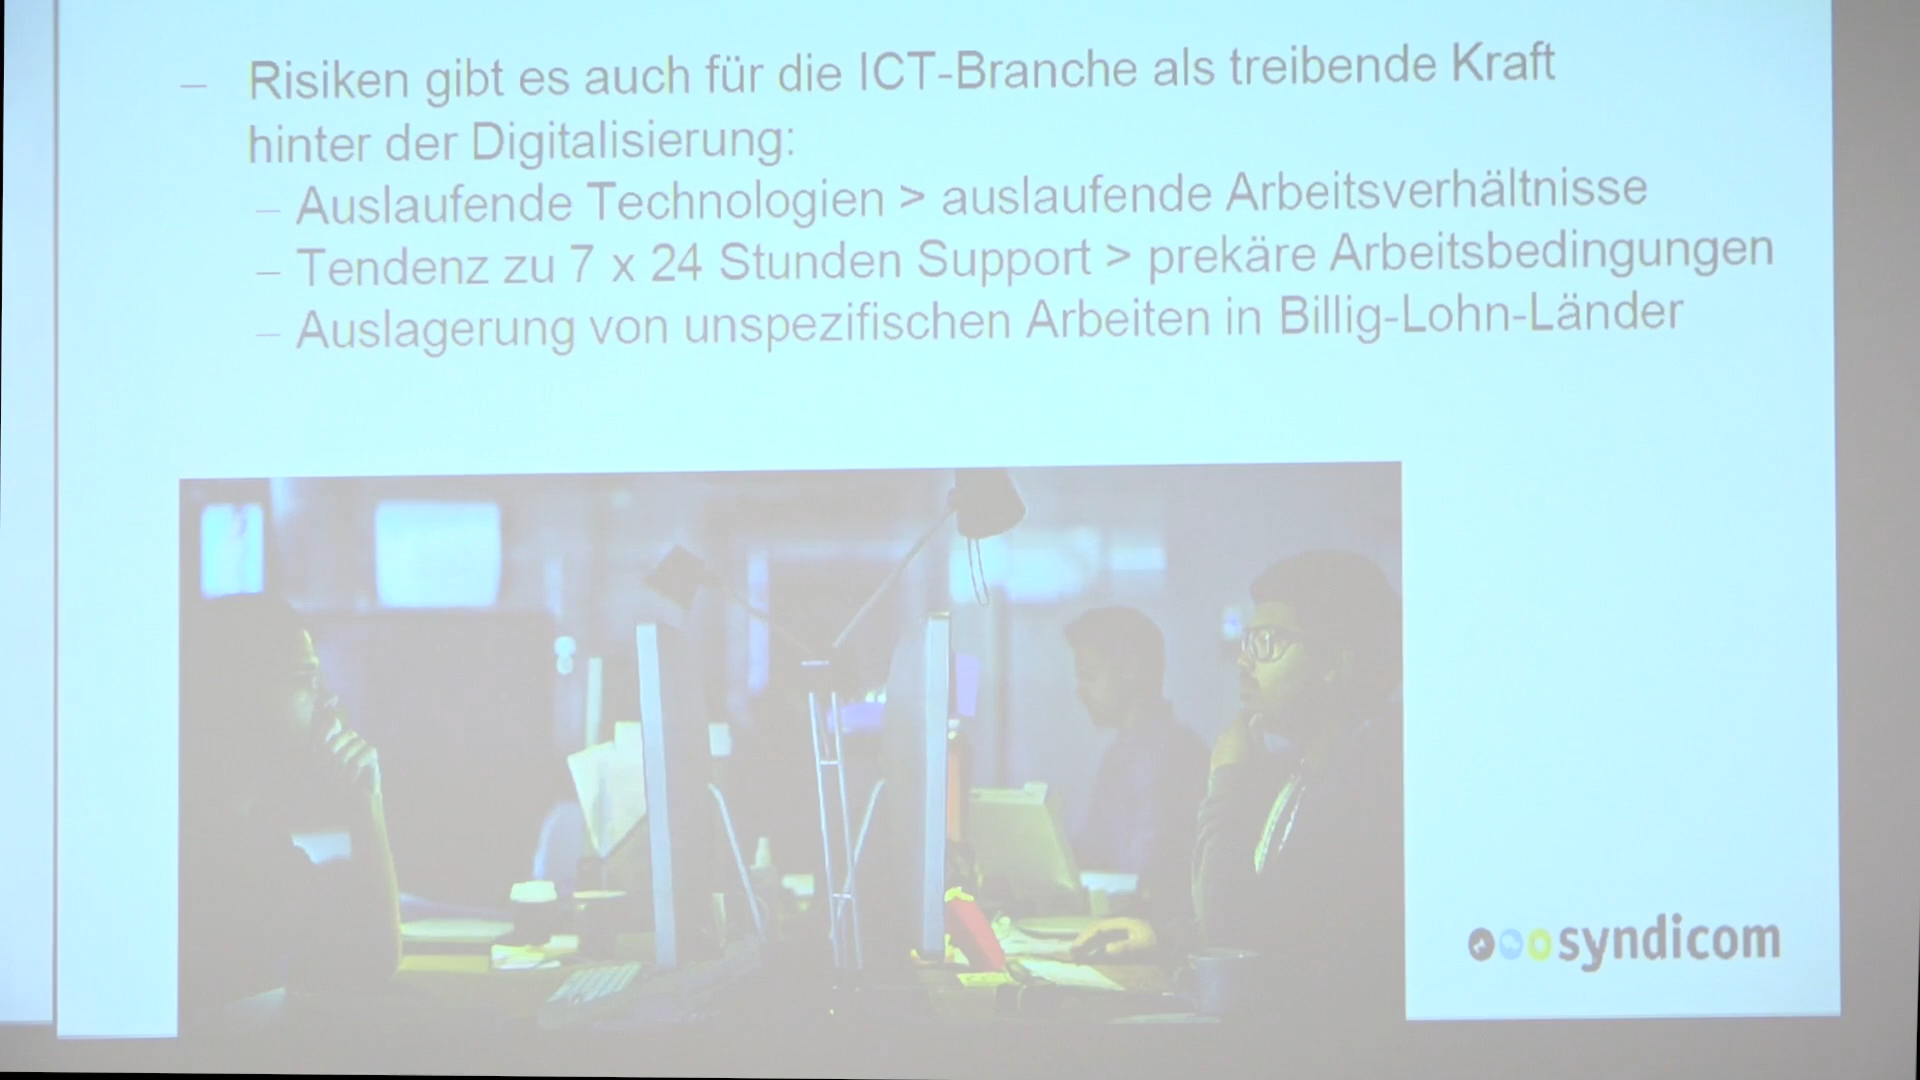 – Risiken gibt es auch für die ICT-Branche als treibende Kraft
hinter der Digitalisierung:
– Auslaufende Technologien > auslaufende Arbeitsverhältnisse
– Tendenz zu 7 x 24 Stunden Support > prekäre Arbeitsbedingungen
– Auslagerung von unspezifischen Arbeiten in Billig-Lohn-Länder
syndicom